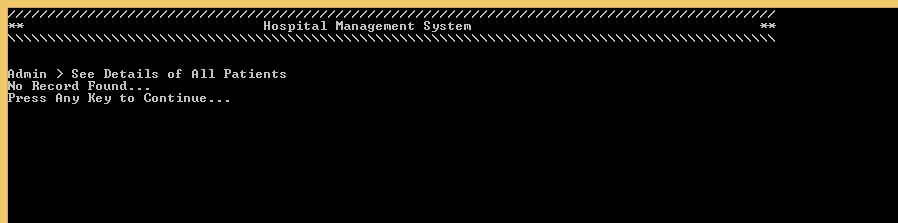 ////////////////////////////////////////////////////////////////////////////////////////////////
** Hospital Management System **
\\\\\\\\\\\\\\\\\\\\\\\\\\\\\\\\\\\\\\\\\\\\\\\\\\\\\\\\\\\\\\\\\\\\\\\\\\\\\\\\\\\\\\\\\\\\\\\\
Admin > See Details of All Patients
No Record Found...
Press Any Key to Continue...